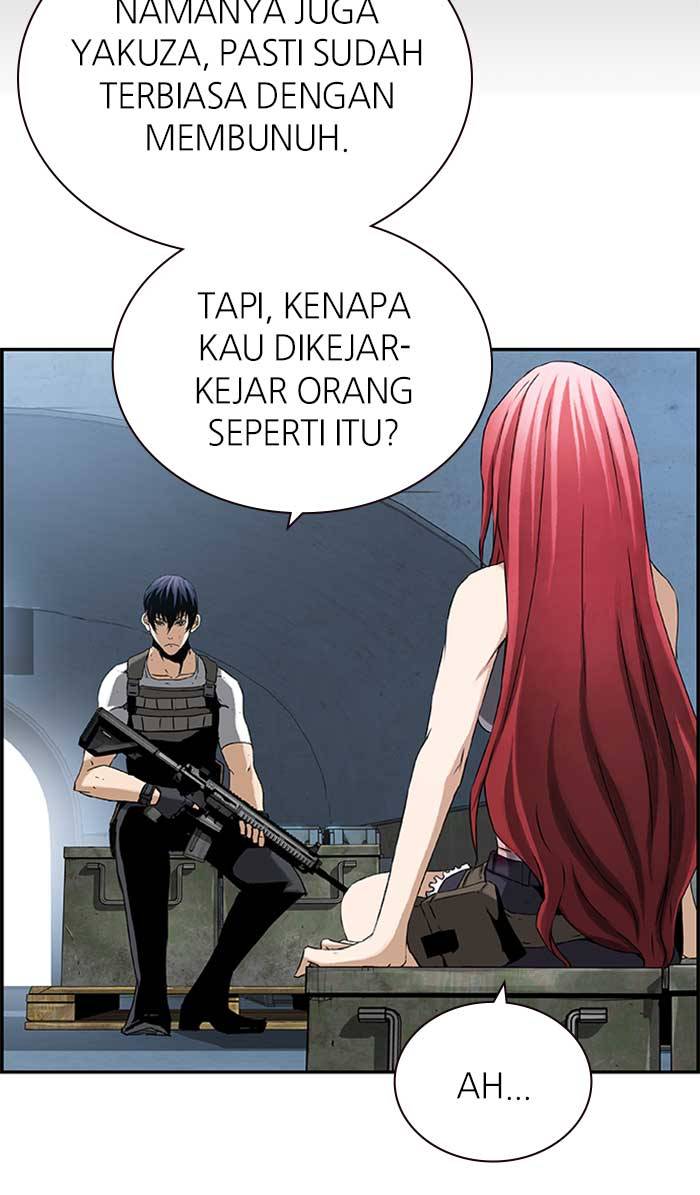 NAMANYA JUGA
YAKUZA, PASTI SUDAH
TERBIASA DENGAN
MEMBUNUH.
TAPI, KENAPA
KAU DIKEJAR-
KEJAR ORANG
SEPERTI ITU?
AH...